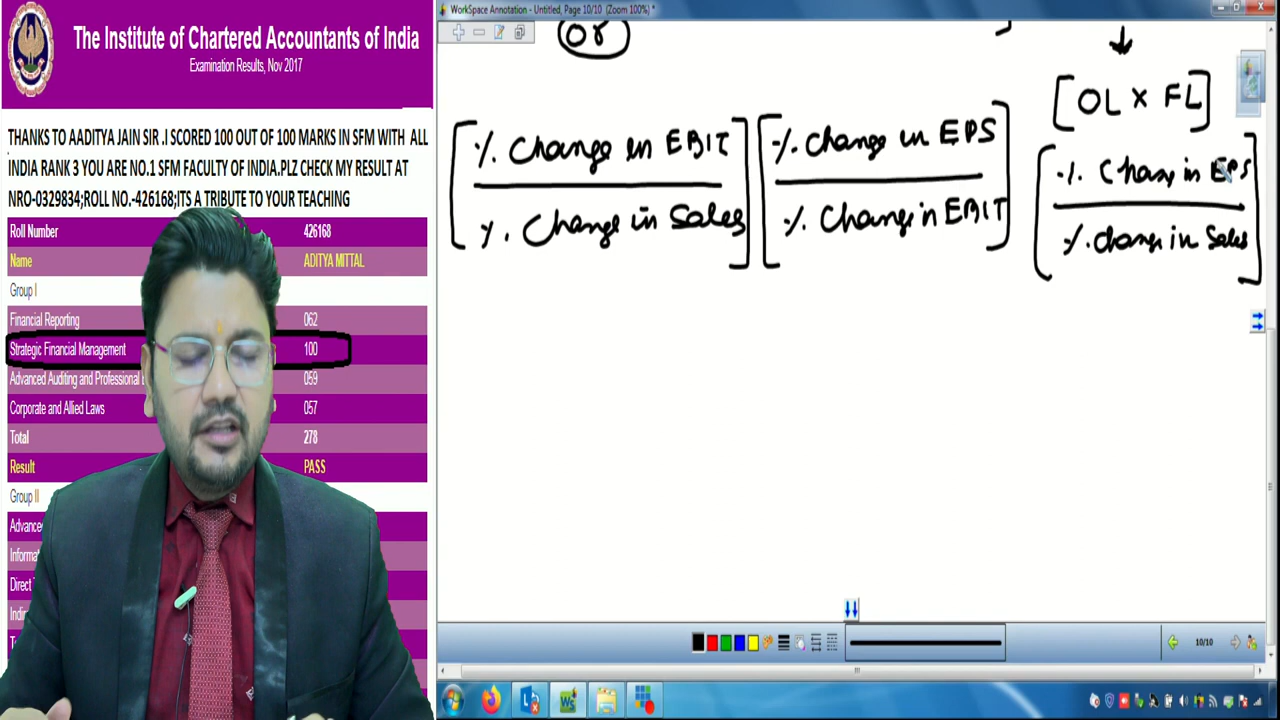 The Institute of Chartered Accountants of India
Examination Results, Nov 2017
THANKS TO AADITYA JAIN SIR .I SCORED 100 OUT OF 100 MARKS IN SFM WITH ALL
INDIA RANK 3 YOU ARE NO.1 SFM FACULTY OF INDIA.PLZ CHECK MY RESULT AT
NRO-0329834;ROLL NO.-426168;ITS A TRIBUTE TO YOUR TEACHING
Roll Number 426168
Name ADITYA MITTAL
Group I
Financial Reporting 062
Strategic Financial Management 100
Advanced Auditing and Professional 059
Corporate and Allied Laws 057
Total 278
Result PASS
Group II
WorkSpace Annotation - Untitled, Page 10/10 (Zoom 100%) *
OR
[OL X FL]
[% Change in EBIT / % Change in Sales] [% Change in EPS / % Change in EBIT] [% Change in EPS / % Change in Sales]
10/10